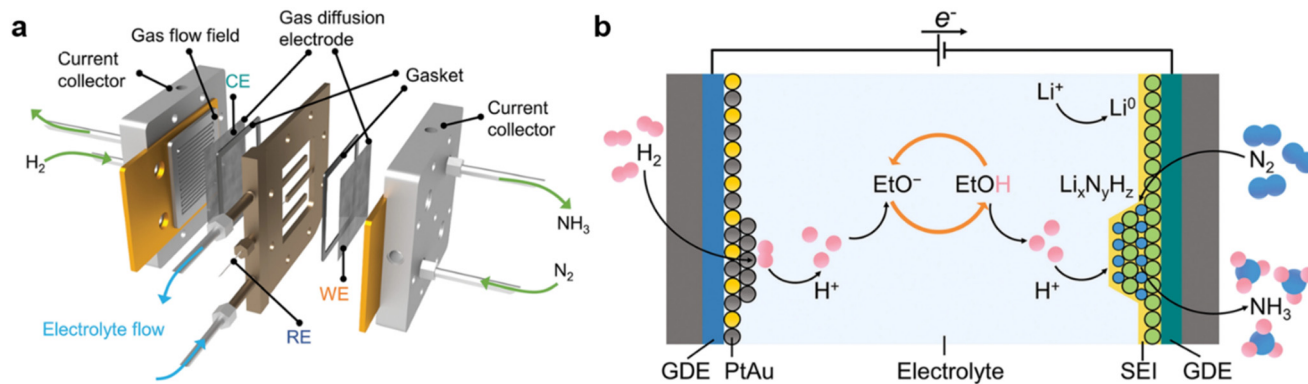 a
Gas diffusion
electrode
Gas flow field
Current
collector
CE
Gasket
Current
collector
H2
NH3
N2
WE
RE
Electrolyte flow
b
e-
Li+
Li0
H2
N2
EtO−
EtOH
LixNyHz
H+
H+
NH3
GDE
PtAu
Electrolyte
SEI
GDE